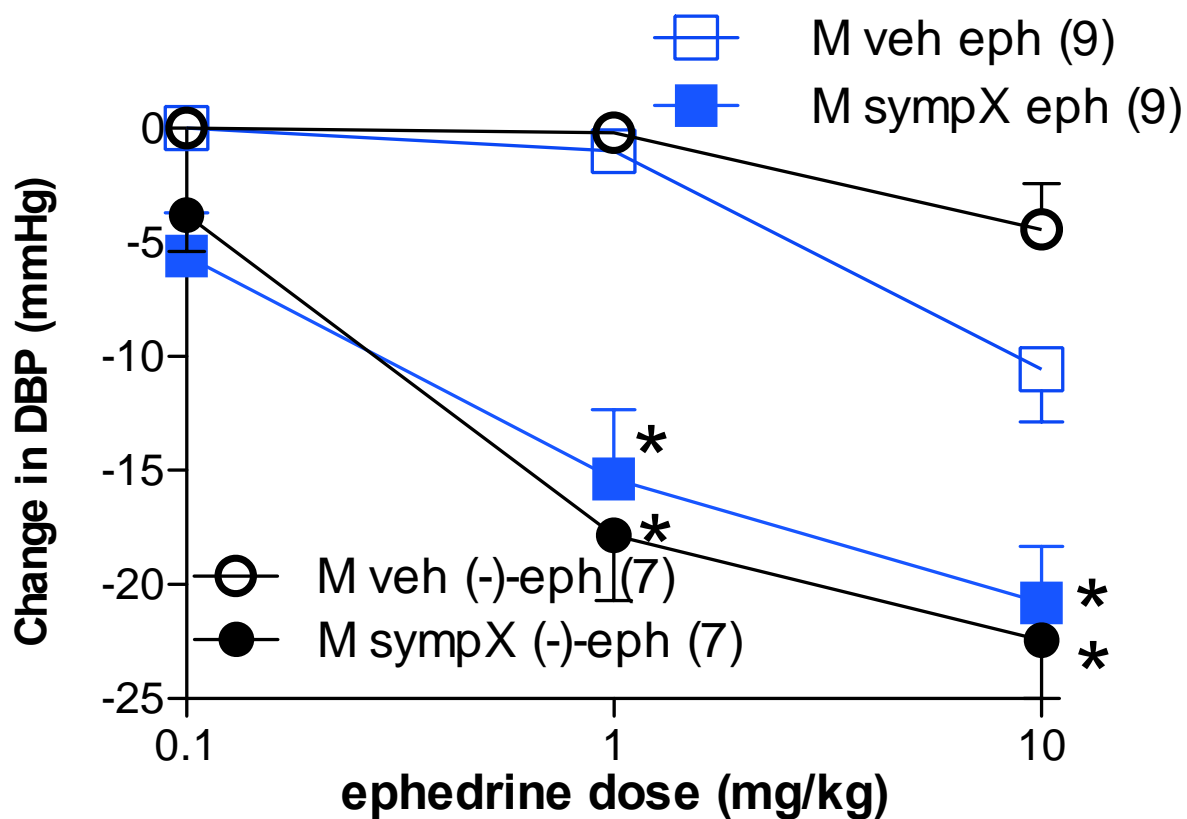 M veh eph (9)
M sympX eph (9)
0
-5
-10
-15
-20
-25
Change in DBP (mmHg)
*
*
*
*
M veh (-)-eph (7)
M sympX (-)-eph (7)
0.1
1
10
ephedrine dose (mg/kg)